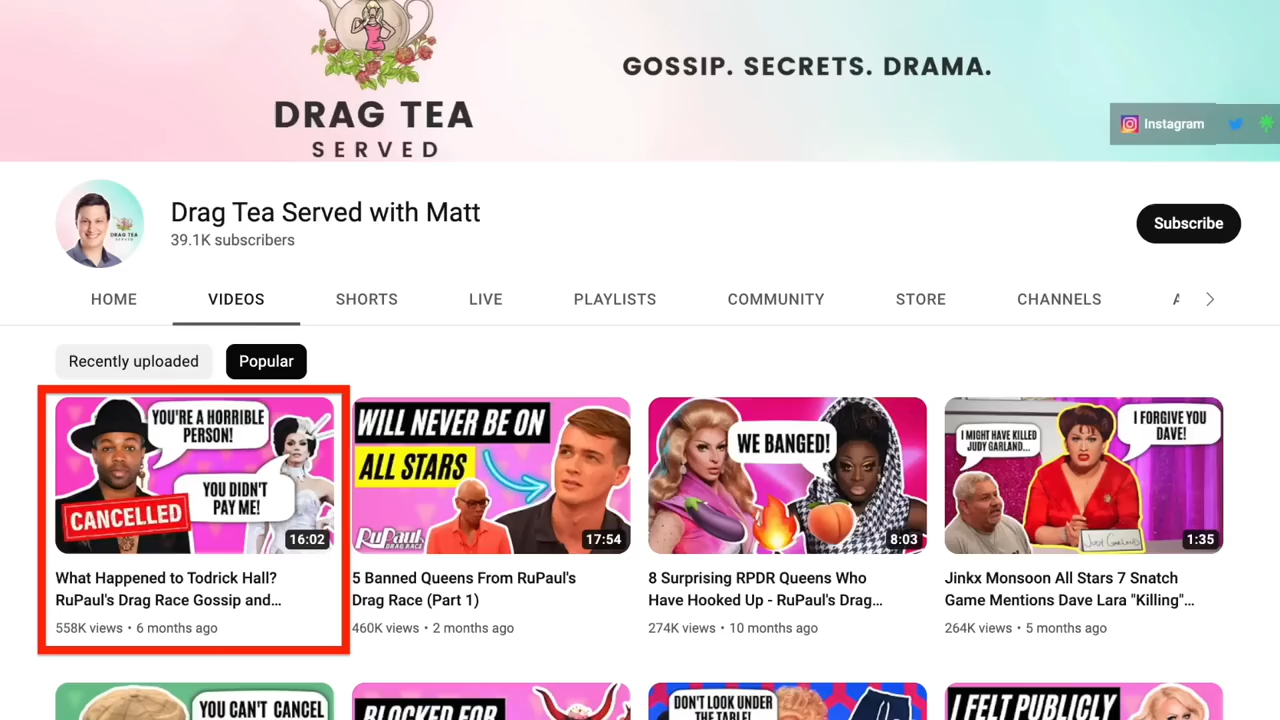 GOSSIP. SECRETS. DRAMA.
DRAG TEA
SERVED
Instagram
DRAG TEA
SERVED
Drag Tea Served with Matt
39.1K subscribers
Subscribe
HOME
VIDEOS
SHORTS
LIVE
PLAYLISTS
COMMUNITY
STORE
CHANNELS
Recently uploaded
Popular
YOU'RE A HORRIBLE
PERSON!
YOU DIDN'T
PAY ME!
CANCELLED
16:02
WILL NEVER BE ON
ALL STARS
RuPaul's
DRAG RACE
17:54
WE BANGED!
8:03
I MIGHT HAVE KILLED
JUDY GARLAND...
I FORGIVE YOU
DAVE!
Judy Garland
1:35
What Happened to Todrick Hall?
RuPaul's Drag Race Gossip and...
558K views • 6 months ago
5 Banned Queens From RuPaul's
Drag Race (Part 1)
460K views • 2 months ago
8 Surprising RPDR Queens Who
Have Hooked Up - RuPaul's Drag...
274K views • 10 months ago
Jinkx Monsoon All Stars 7 Snatch
Game Mentions Dave Lara "Killing"...
264K views • 5 months ago
YOU CAN'T CANCEL
BLOCKED FOR
DON'T LOOK UNDER
THE TABLE!
I FELT PUBLICLY